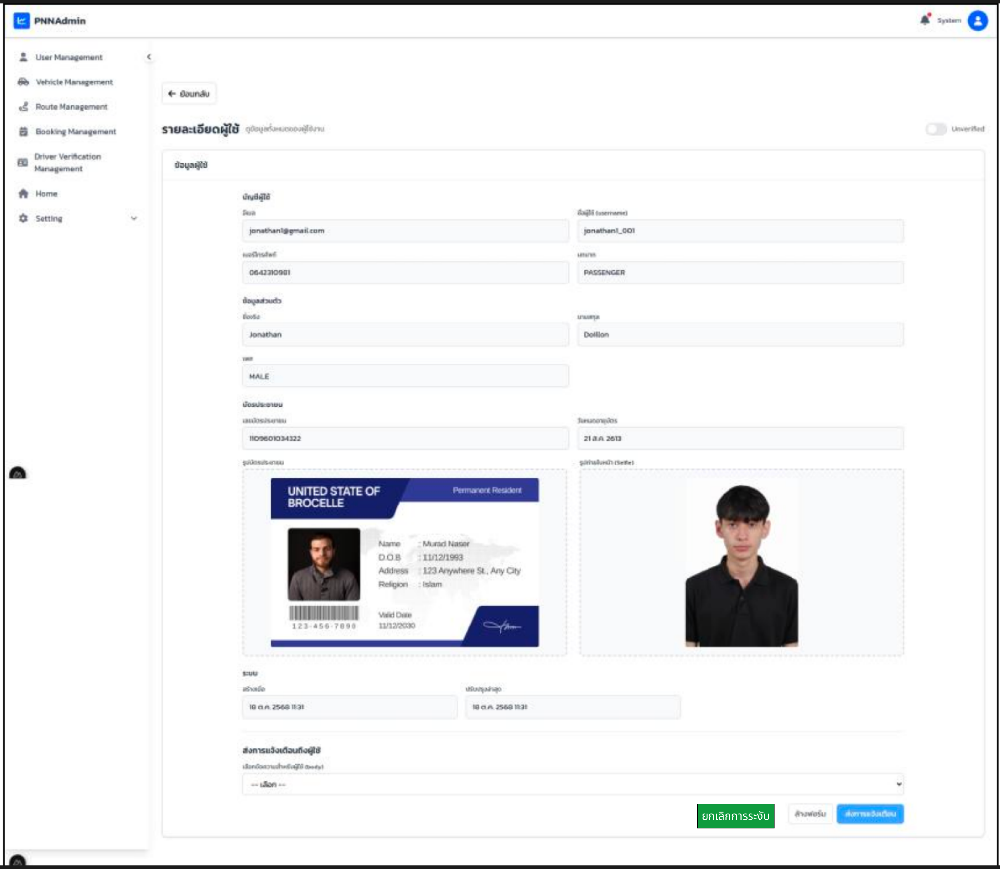 PNNAdmin
System
User Management
Vehicle Management
Route Management
Booking Management
Driver Verification
Management
Home
Setting
ย้อนกลับ
รายละเอียดผู้ใช้ ดูข้อมูลทั้งหมดของผู้ใช้งาน
Unverified
ข้อมูลผู้ใช้
บัญชีผู้ใช้
อีเมล
ชื่อผู้ใช้ (username)
jonathan1@gmail.com
jonathan1_001
เบอร์โทรศัพท์
บทบาท
0642310981
PASSENGER
ข้อมูลส่วนตัว
ชื่อจริง
นามสกุล
Jonathan
Doillon
เพศ
MALE
บัตรประชาชน
เลขบัตรประชาชน
วันหมดอายุบัตร
1109601034322
21 ส.ค. 2613
รูปบัตรประชาชน
รูปถ่ายใบหน้า (Selfie)
UNITED STATE OF
BROCELLE
Permanent Resident
Name : Murad Naser
D.O.B : 11/12/1993
Address : 123 Anywhere St., Any City
Religion : Islam
123-456-7890
Valid Date
11/12/2030
ระบบ
สร้างเมื่อ
ปรับปรุงล่าสุด
18 ต.ค. 2568 11:31
18 ต.ค. 2568 11:31
ส่งการแจ้งเตือนถึงผู้ใช้
เลือกข้อความสำหรับผู้ใช้ (body)
-- เลือก --
ยกเลิกการระงับ
ล้างฟอร์ม
ส่งการแจ้งเตือน